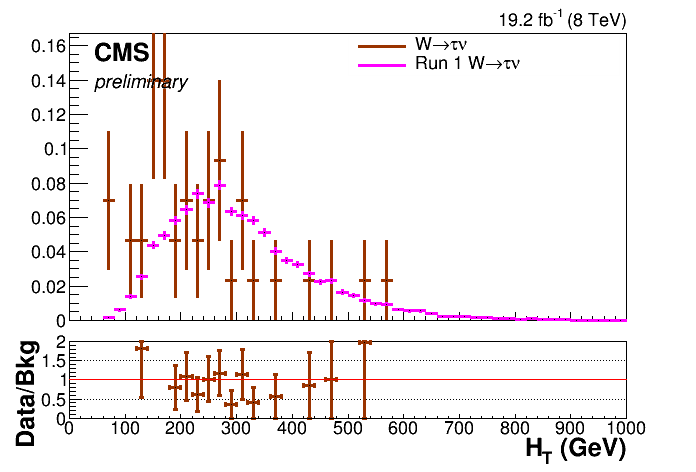 19.2 fb⁻¹ (8 TeV)
CMS
preliminary
W→τν
Run 1 W→τν
0.16
0.14
0.12
0.1
0.08
0.06
0.04
0.02
0
Data/Bkg
2
1.5
1
0.5
0
0 100 200 300 400 500 600 700 800 900 1000
H_T (GeV)